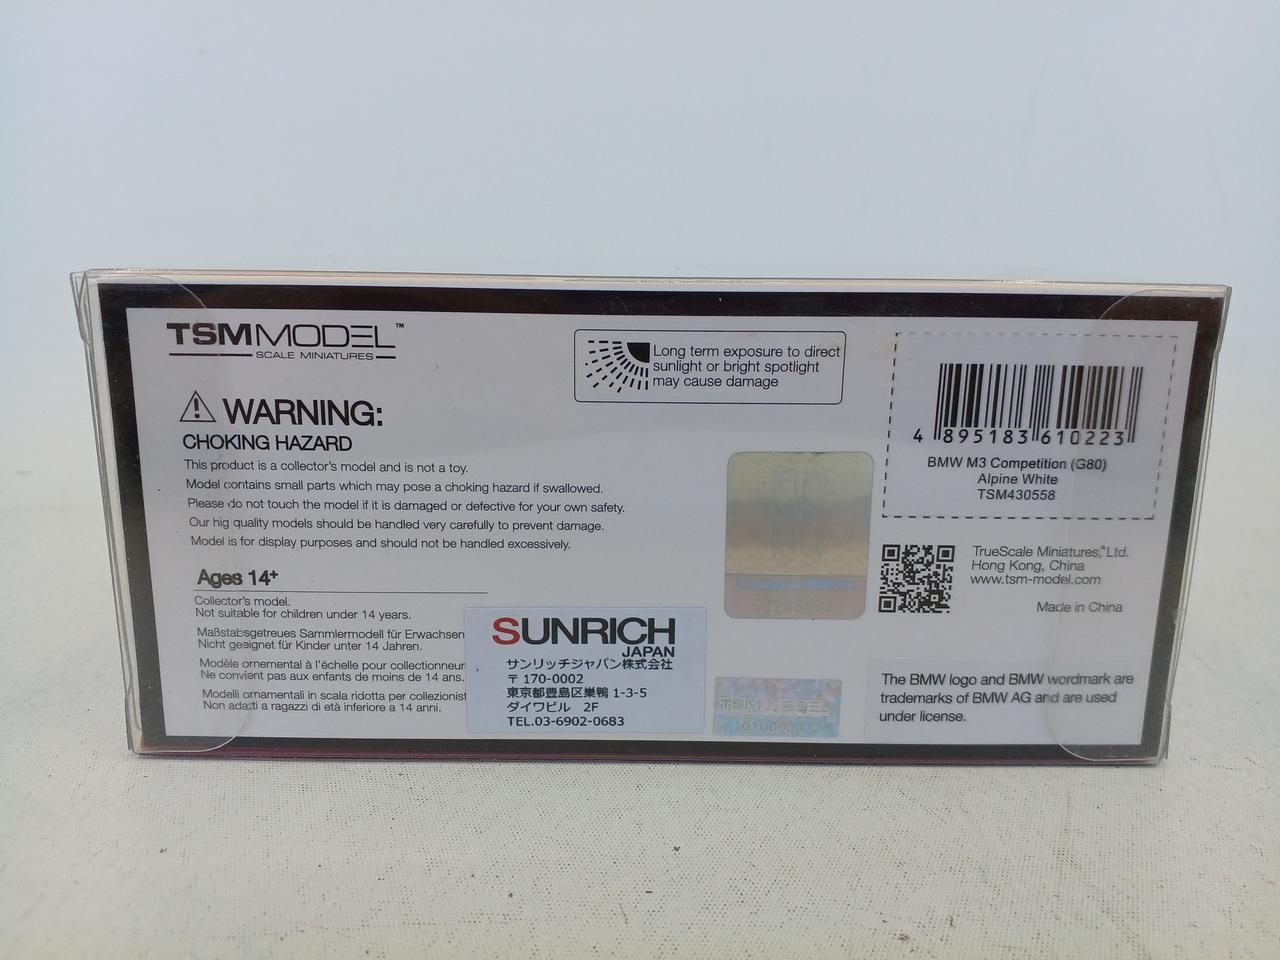 TSMMODEL™
SCALE MINIATURES
Long term exposure to direct
sunlight or bright spotlight
may cause damage
WARNING:
CHOKING HAZARD
This product is a collector's model and is not a toy.
Model contains small parts which may pose a choking hazard if swallowed.
Please do not touch the model if it is damaged or defective for your own safety.
Our hig quality models should be handled very carefully to prevent damage.
Model is for display purposes and should not be handled excessively.
Ages 14+
Collector's model.
Not suitable for children under 14 years.
Maßstabsgetreues Sammlermodell für Erwachsen
Nicht geeignet für Kinder unter 14 Jahren.
Modèle ornemental à l'échelle pour collectionneur
Ne convient pas aux enfants de moins de 14 ans.
Modelli ornamentali in scala ridotta per collezionist
Non adatti a ragazzi di età inferiore a 14 anni.
SUNRICH
JAPAN
サンリッチジャパン株式会社
〒170-0002
東京都豊島区巣鴨 1-3-5
ダイワビル 2F
TEL.03-6902-0683
TSMMODEL
4 895183 610223
BMW M3 Competition (G80)
Alpine White
TSM430558
TrueScale Miniatures,® Ltd.
Hong Kong, China
www.tsm-model.com
Made in China
The BMW logo and BMW wordmark are
trademarks of BMW AG and are used
under license.